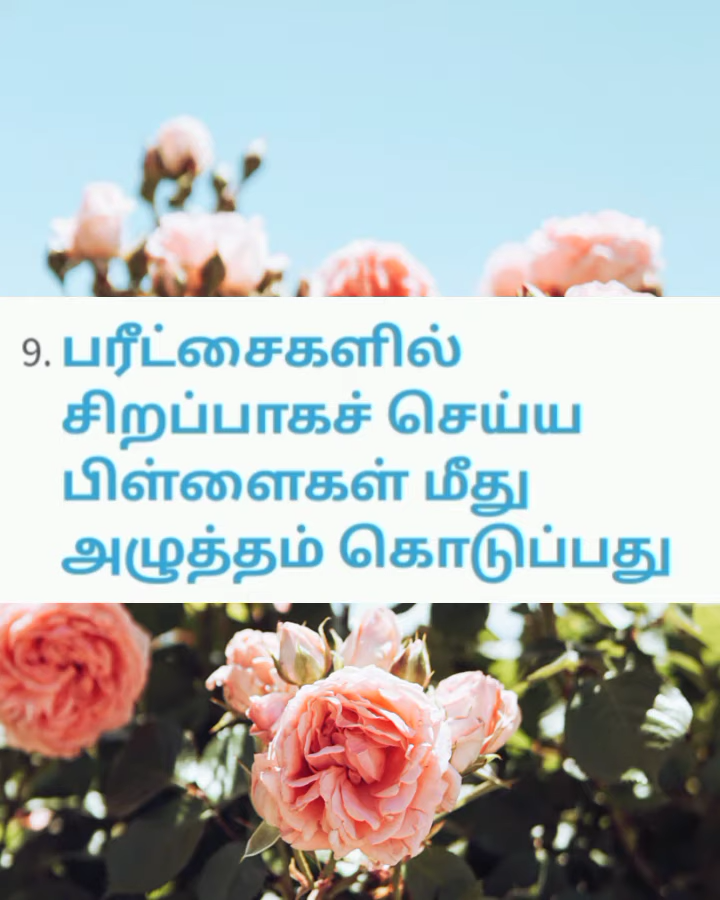 9. பரீட்சைகளில்
சிறப்பாகச் செய்ய
பிள்ளைகள் மீது
அழுத்தம் கொடுப்பது